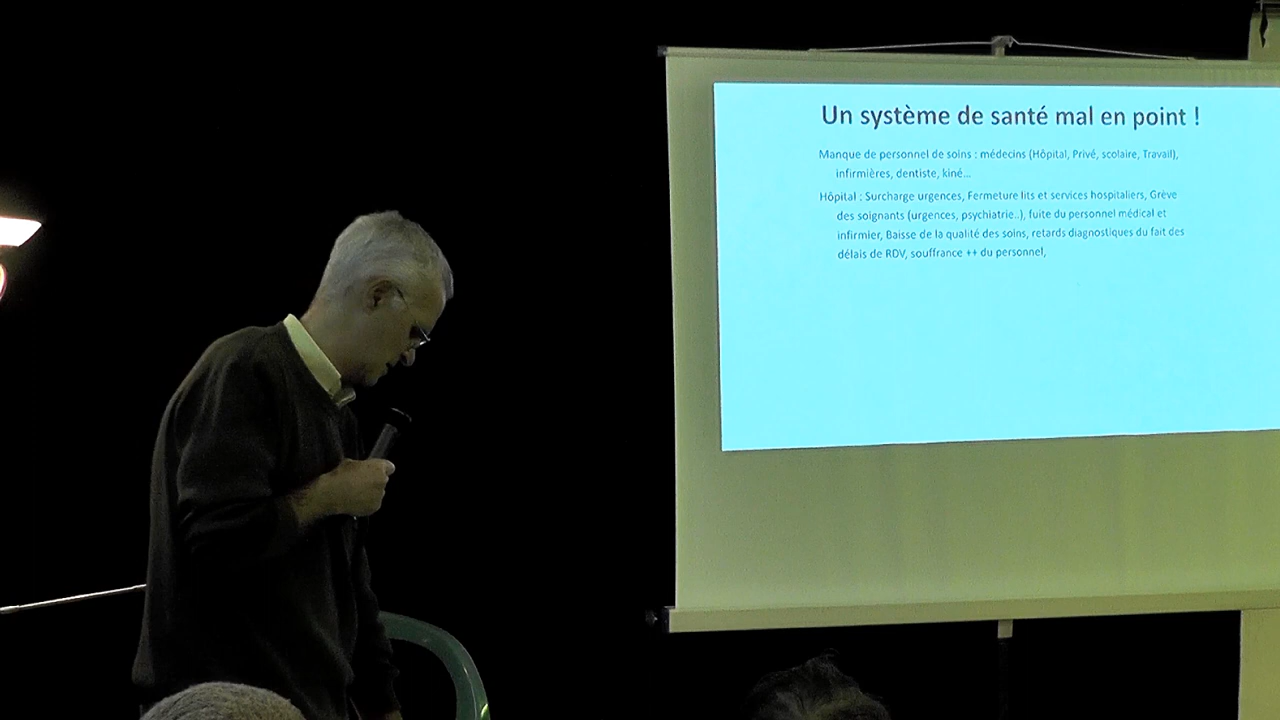 Un système de santé mal en point !
Manque de personnel de soins : médecins (Hôpital, Privé, scolaire, Travail),
infirmières, dentiste, kiné...
Hôpital : Surcharge urgences, Fermeture lits et services hospitaliers, Grève
des soignants (urgences, psychiatrie..), fuite du personnel médical et
infirmier, Baisse de la qualité des soins, retards diagnostiques du fait des
délais de RDV, souffrance ++ du personnel,